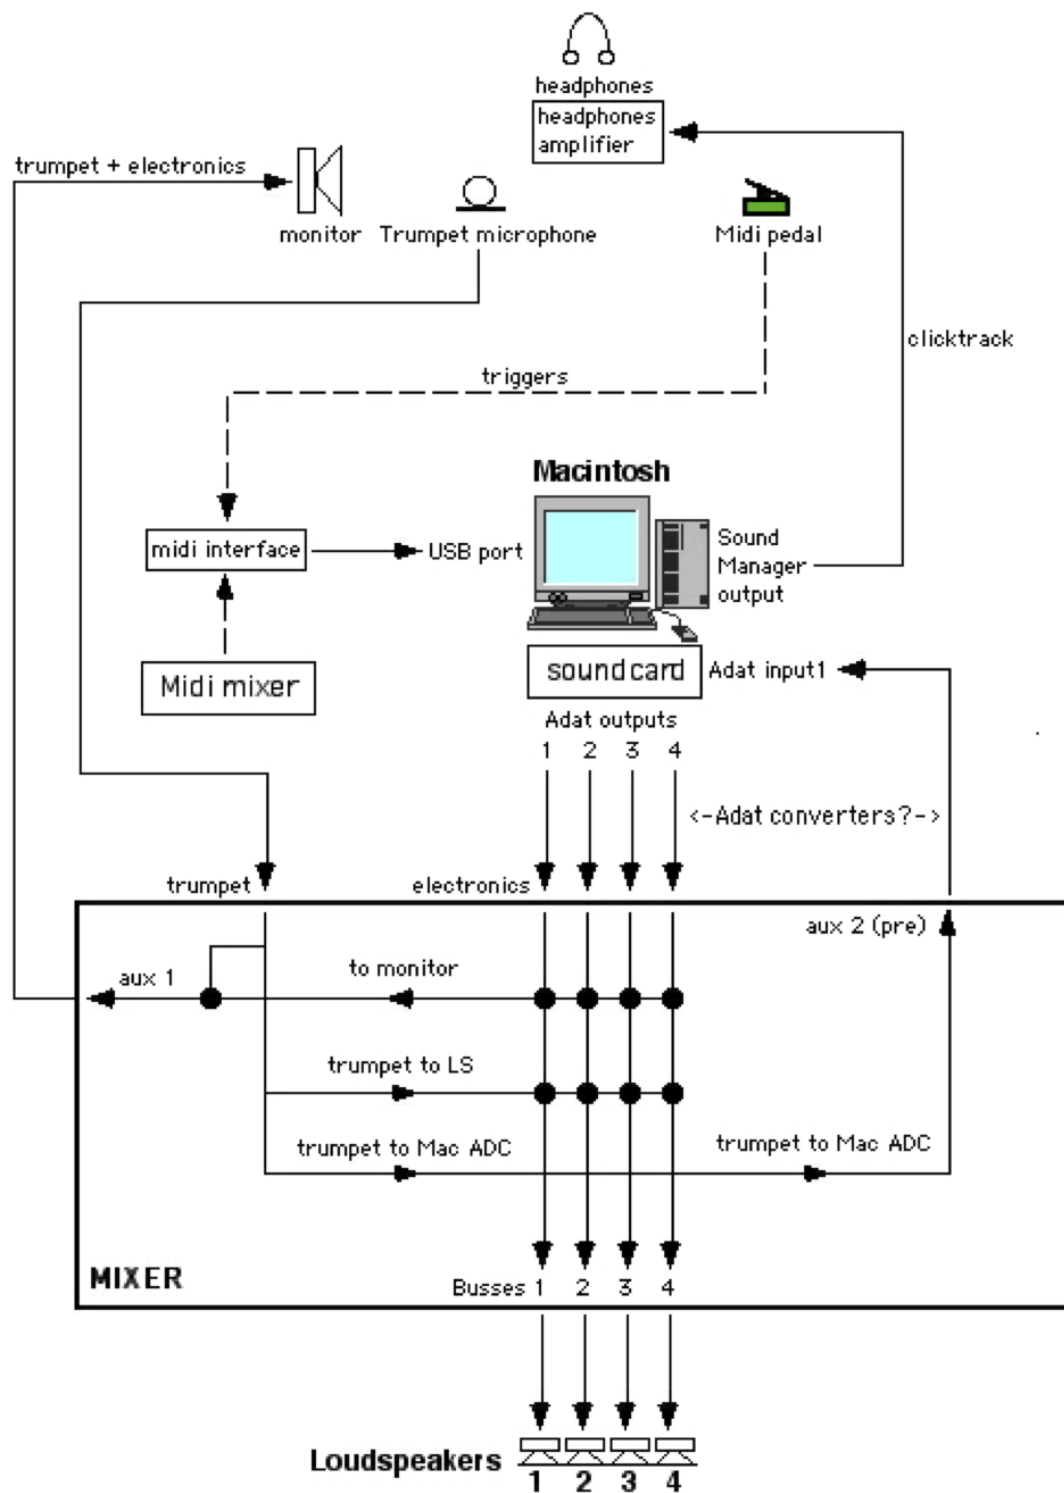 headphones
headphones
amplifier
trumpet + electronics
monitor
Trumpet microphone
Midi pedal
clicktrack
triggers
Macintosh
midi interface
USB port
Sound
Manager
output
Midi mixer
soundcard
Adat input1
Adat outputs
1 2 3 4
<-Adat converters?->
trumpet
electronics
aux 2 (pre)
aux 1
to monitor
trumpet to LS
trumpet to Mac ADC
trumpet to Mac ADC
MIXER
Busses 1 2 3 4
Loudspeakers
1 2 3 4